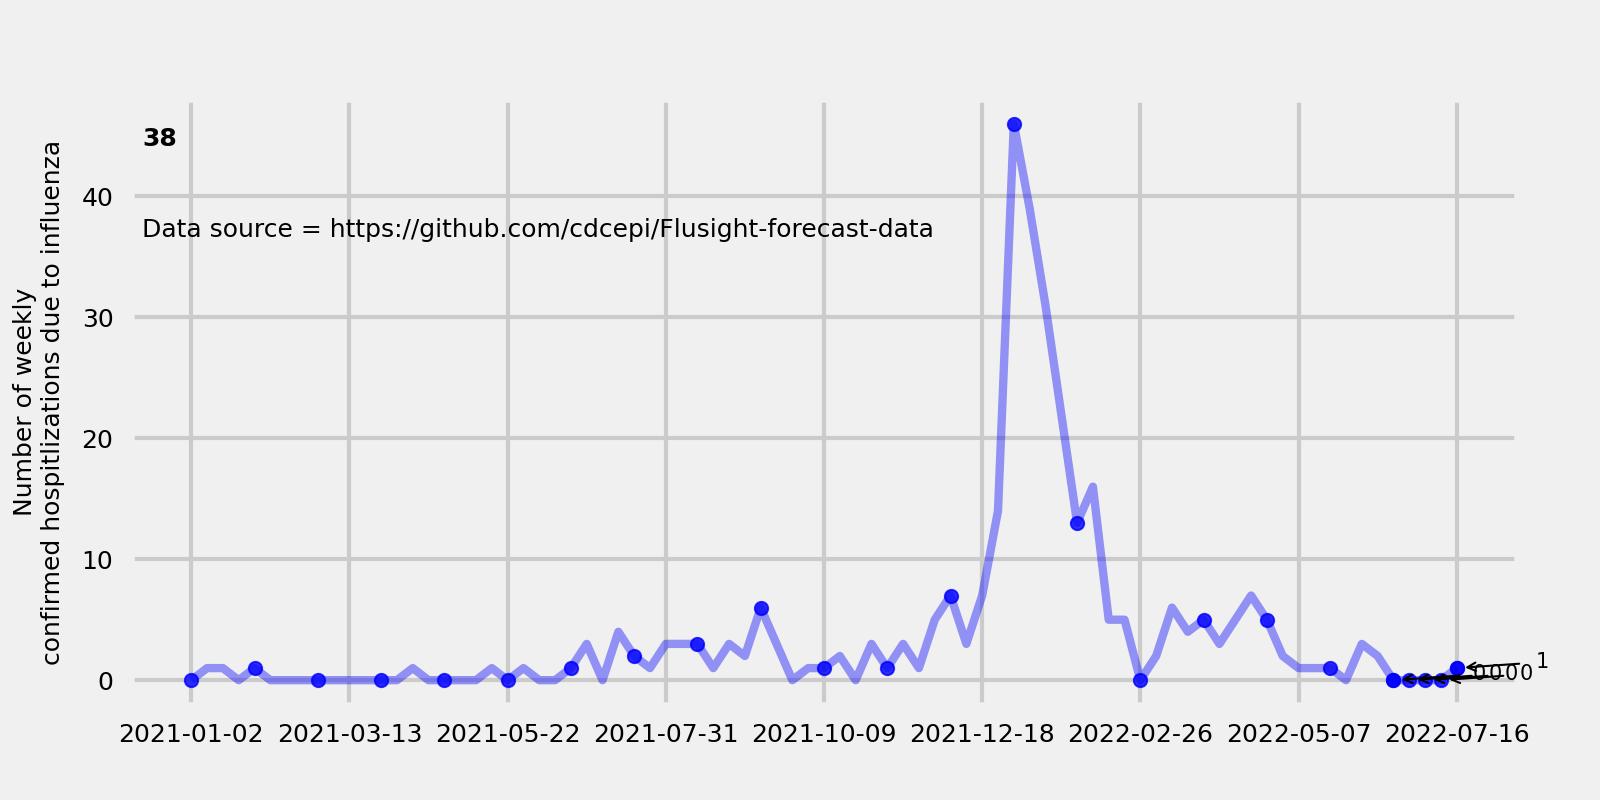 38
Data source = https://github.com/cdcepi/Flusight-forecast-data
Number of weekly
confirmed hospitlizations due to influenza
40
30
20
10
0
1
0000
2021-01-02 2021-03-13 2021-05-22 2021-07-31 2021-10-09 2021-12-18 2022-02-26 2022-05-07 2022-07-16